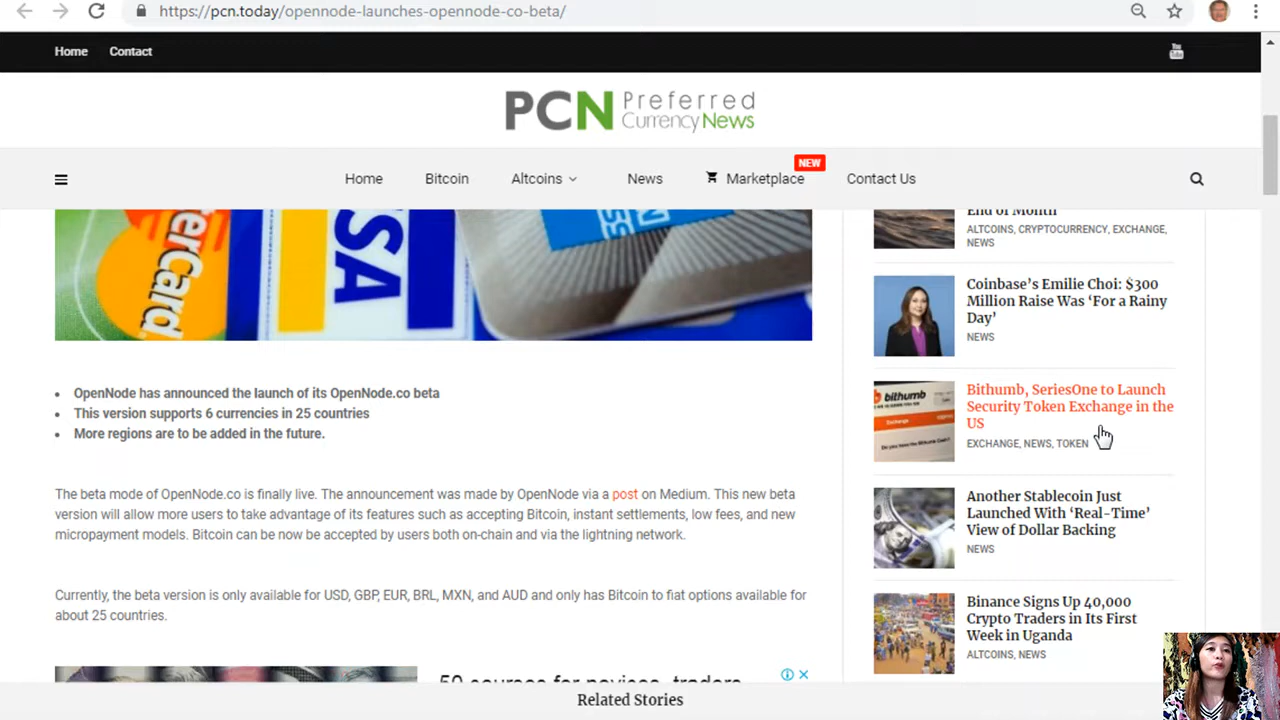 https://pcn.today/opennode-launches-opennode-co-beta/
Home Contact
You Tube
PCN Preferred
CurrencyNews
NEW
Home Bitcoin Altcoins News Marketplace Contact Us
terCard
VISA
End of Month
ALTCOINS, CRYPTOCURRENCY, EXCHANGE,
NEWS
Coinbase's Emilie Choi: $300
Million Raise Was ‘For a Rainy
Day’
NEWS
OpenNode has announced the launch of its OpenNode.co beta
This version supports 6 currencies in 25 countries
More regions are to be added in the future.
bithumb
Bithumb, SeriesOne to Launch
Security Token Exchange in the
US
EXCHANGE, NEWS, TOKEN
The beta mode of OpenNode.co is finally live. The announcement was made by OpenNode via a post on Medium. This new beta
version will allow more users to take advantage of its features such as accepting Bitcoin, instant settlements, low fees, and new
micropayment models. Bitcoin can be now be accepted by users both on-chain and via the lightning network.
Another Stablecoin Just
Launched With ‘Real-Time’
View of Dollar Backing
NEWS
Currently, the beta version is only available for USD, GBP, EUR, BRL, MXN, and AUD and only has Bitcoin to fiat options available for
about 25 countries.
Binance Signs Up 40,000
Crypto Traders in Its First
Week in Uganda
ALTCOINS, NEWS
50 courses for novices, traders
Related Stories